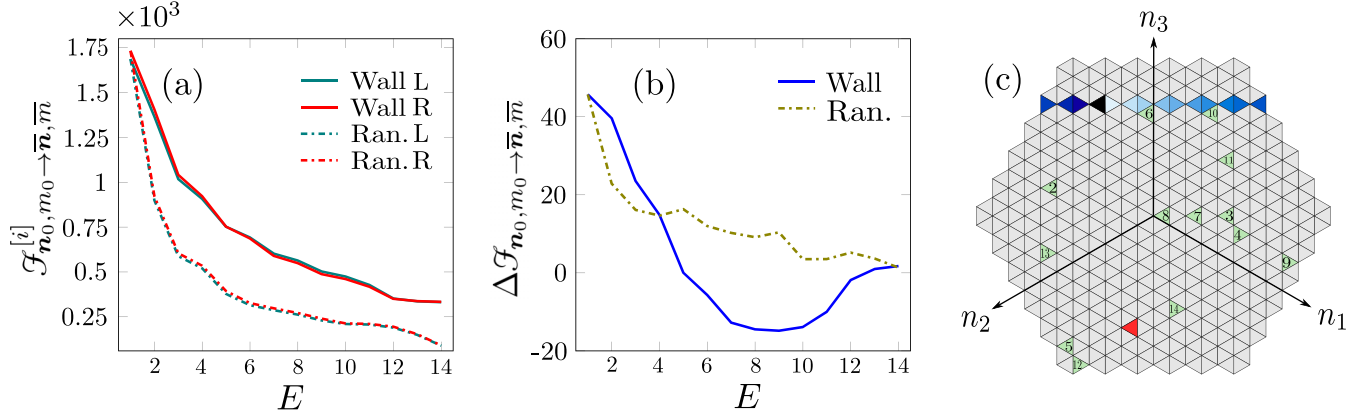 ×10³
1.75
1.5
1.25
1
0.75
0.5
0.25
2 4 6 8 10 12 14
E
ℱ^{[i]}_{𝒏₀,m₀→n̅,m̅}
(a)
Wall L
Wall R
Ran. L
Ran. R
60
40
20
0
-20
2 4 6 8 10 12 14
E
Δℱ_{𝒏₀,m₀→n̅,m̅}
(b)
Wall
Ran.
(c)
n₃
6 10
11
2
8 7 3
4
13 9
n₂ n₁
14
5
12